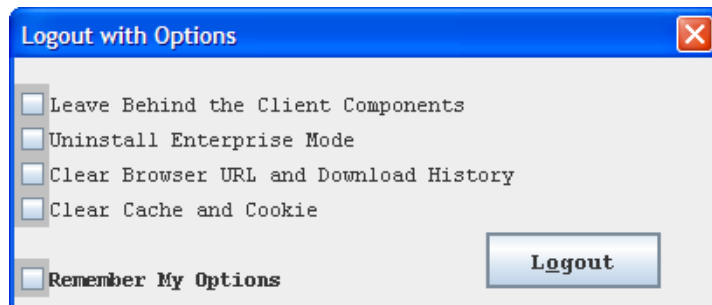 Logout with Options
Leave Behind the Client Components
Uninstall Enterprise Mode
Clear Browser URL and Download History
Clear Cache and Cookie
Remember My Options
Logout